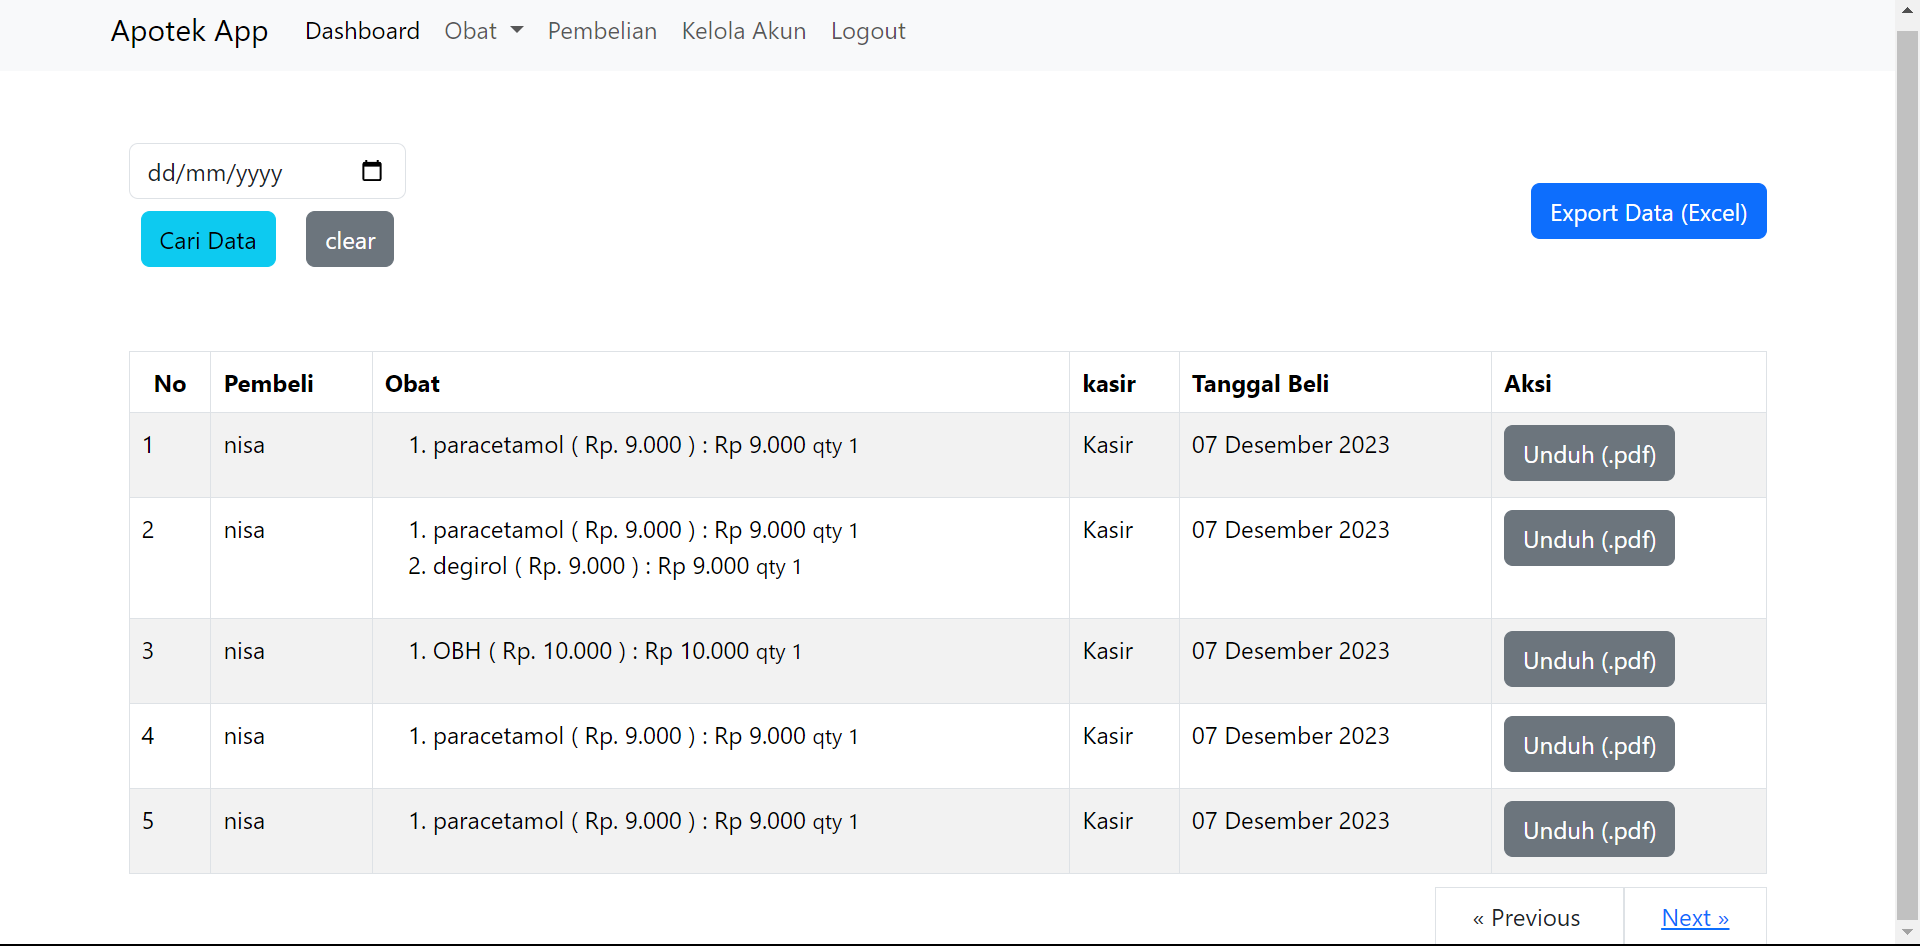 Apotek App Dashboard Obat Pembelian Kelola Akun Logout
dd/mm/yyyy
Cari Data clear
Export Data (Excel)
No Pembeli Obat kasir Tanggal Beli Aksi
1 nisa 1. paracetamol ( Rp. 9.000 ) : Rp 9.000 qty 1 Kasir 07 Desember 2023 Unduh (.pdf)
2 nisa 1. paracetamol ( Rp. 9.000 ) : Rp 9.000 qty 1 Kasir 07 Desember 2023 Unduh (.pdf)
2. degirol ( Rp. 9.000 ) : Rp 9.000 qty 1
3 nisa 1. OBH ( Rp. 10.000 ) : Rp 10.000 qty 1 Kasir 07 Desember 2023 Unduh (.pdf)
4 nisa 1. paracetamol ( Rp. 9.000 ) : Rp 9.000 qty 1 Kasir 07 Desember 2023 Unduh (.pdf)
5 nisa 1. paracetamol ( Rp. 9.000 ) : Rp 9.000 qty 1 Kasir 07 Desember 2023 Unduh (.pdf)
« Previous Next »